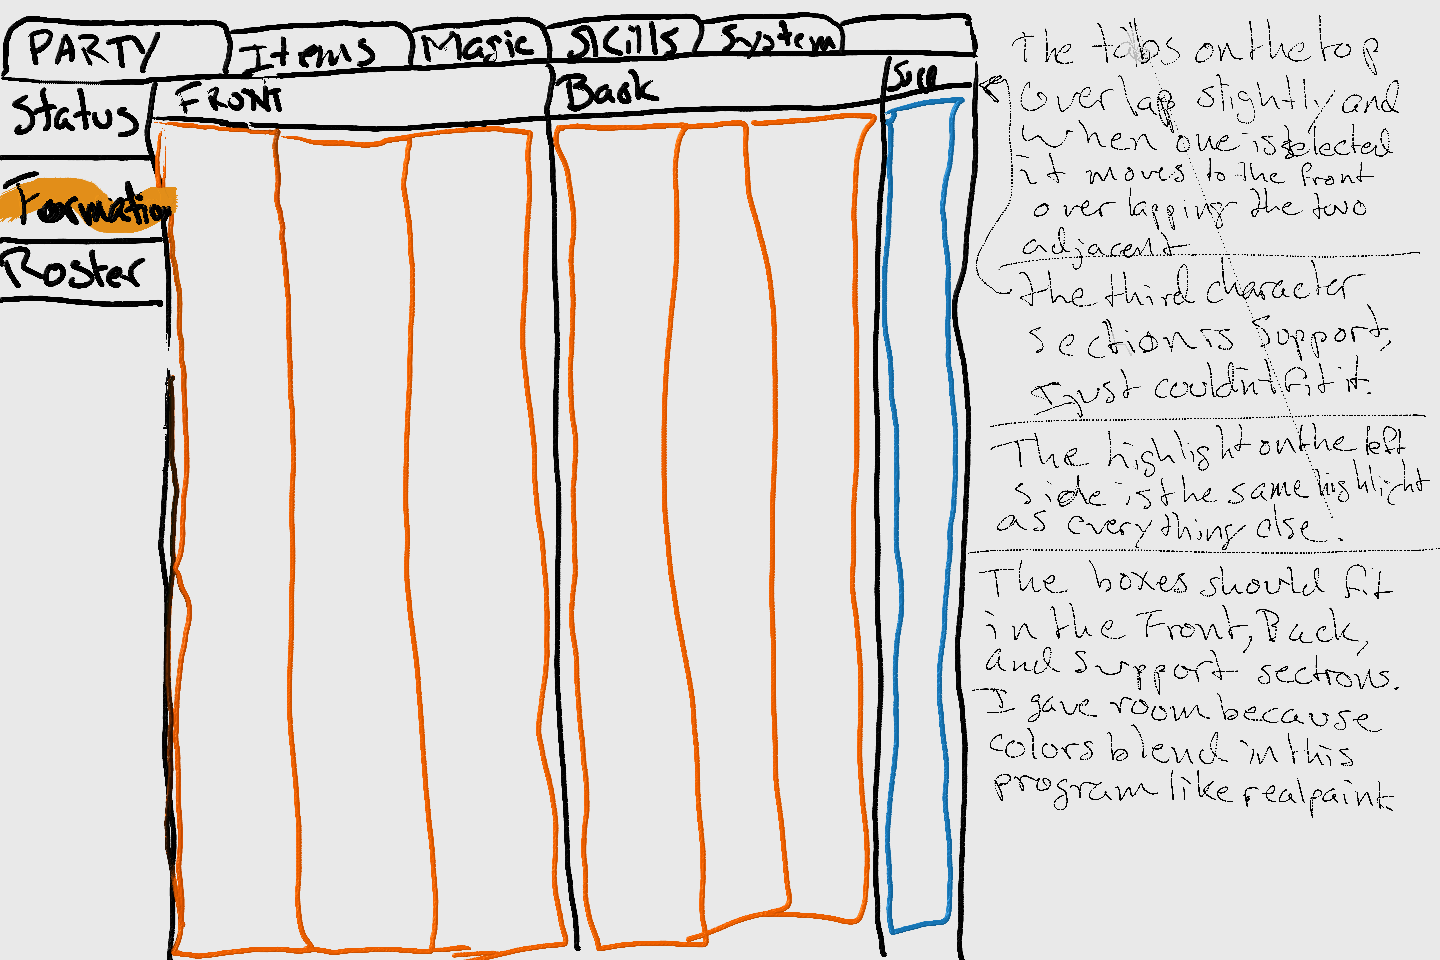 PARTY Items Magic Skills System
Status FRONT Back Supp
Formation
Roster
The tabs on the top
overlap slightly and
when one is selected
it moves to the front
overlapping the two
adjacent.
the third character
section is Support,
I just couldn't fit it.
The highlight on the left
side is the same highlight
as everything else.
The boxes should fit
in the Front, Back,
and Support sections.
I gave room because
colors blend in this
program like real paint